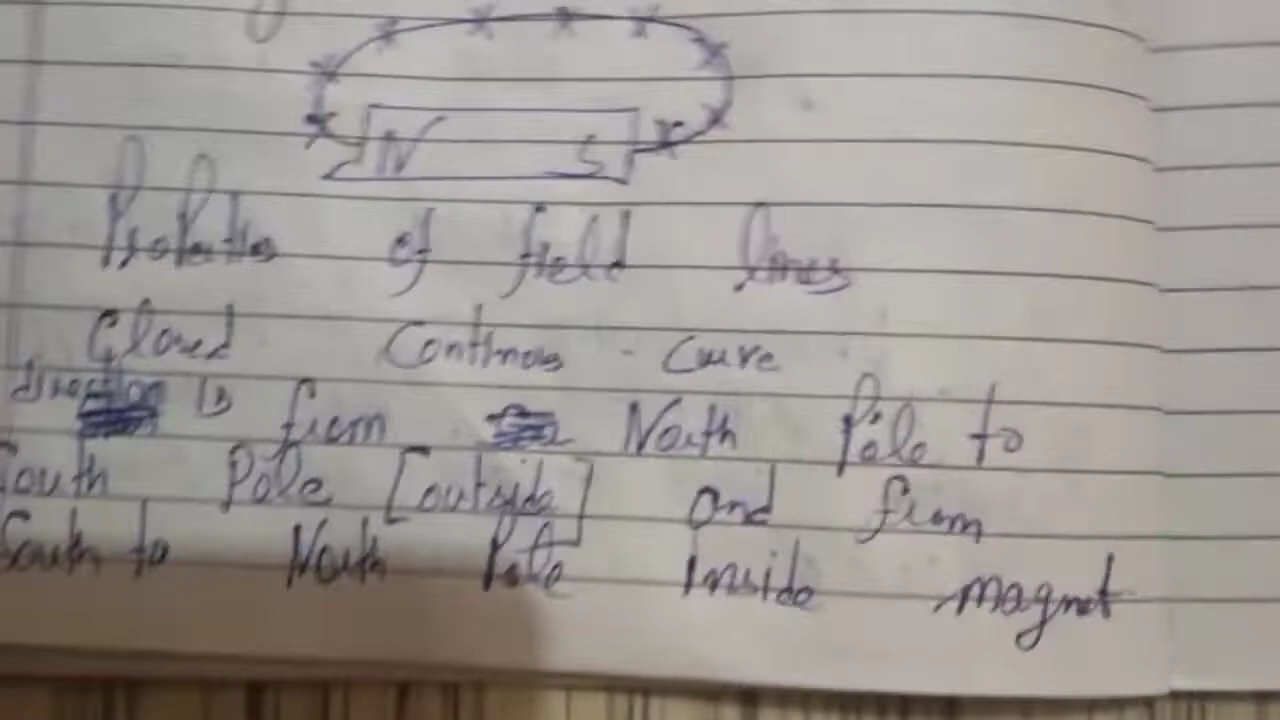 N S
Properties of field lines
Closed Continous - Curve
direction is from North Pole to
South Pole [outside] and from
South to North Pole inside magnet